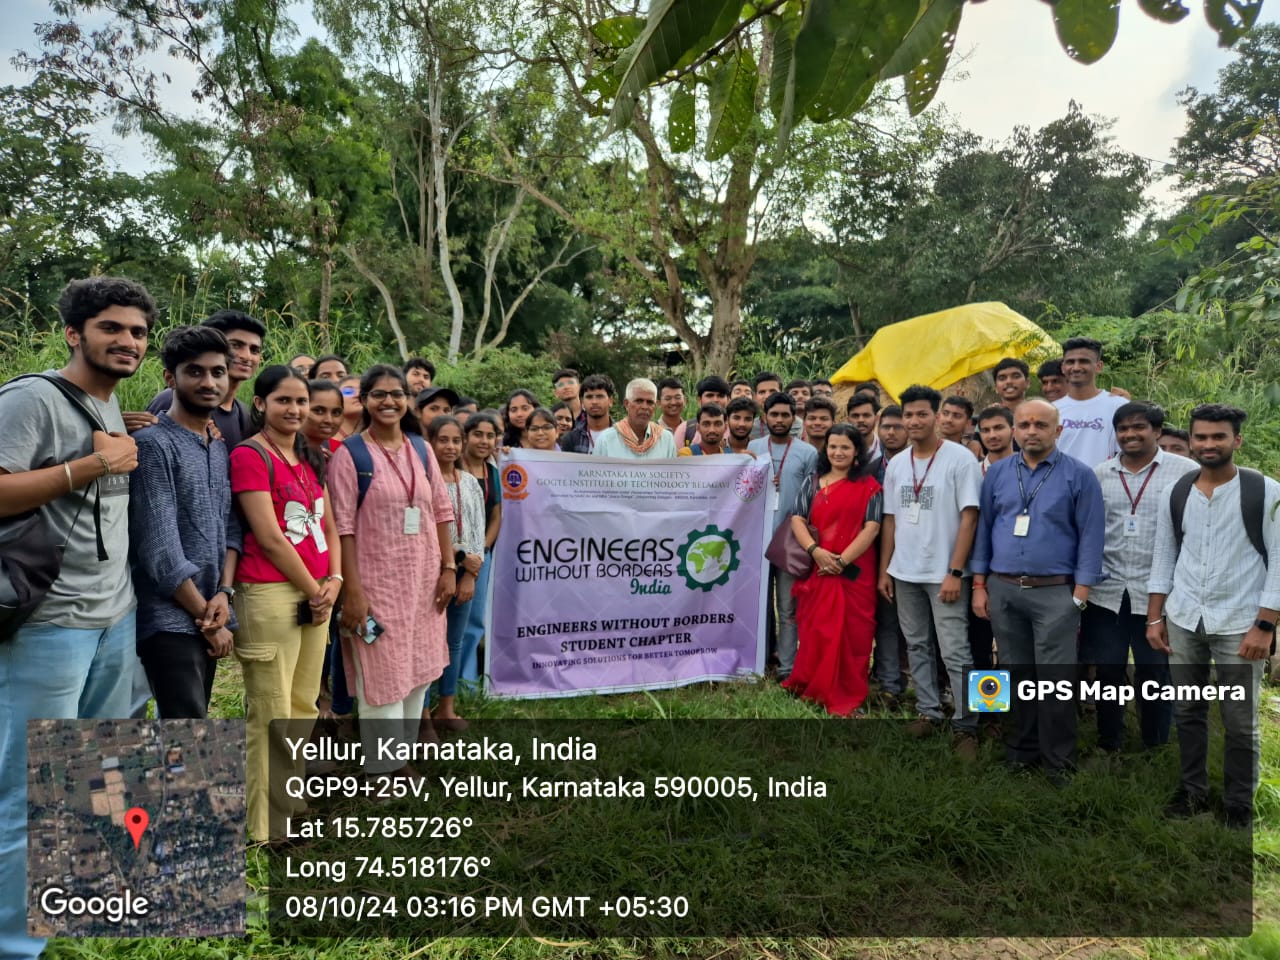 KARNATAKA LAW SOCIETY'S
GOGTE INSTITUTE OF TECHNOLOGY BELAGAVI
ENGINEERS
WITHOUT BORDERS
India
ENGINEERS WITHOUT BORDERS
STUDENT CHAPTER
INNOVATING SOLUTIONS FOR BETTER TOMORROW
GPS Map Camera
Yellur, Karnataka, India
QGP9+25V, Yellur, Karnataka 590005, India
Lat 15.785726°
Long 74.518176°
08/10/24 03:16 PM GMT +05:30
Google